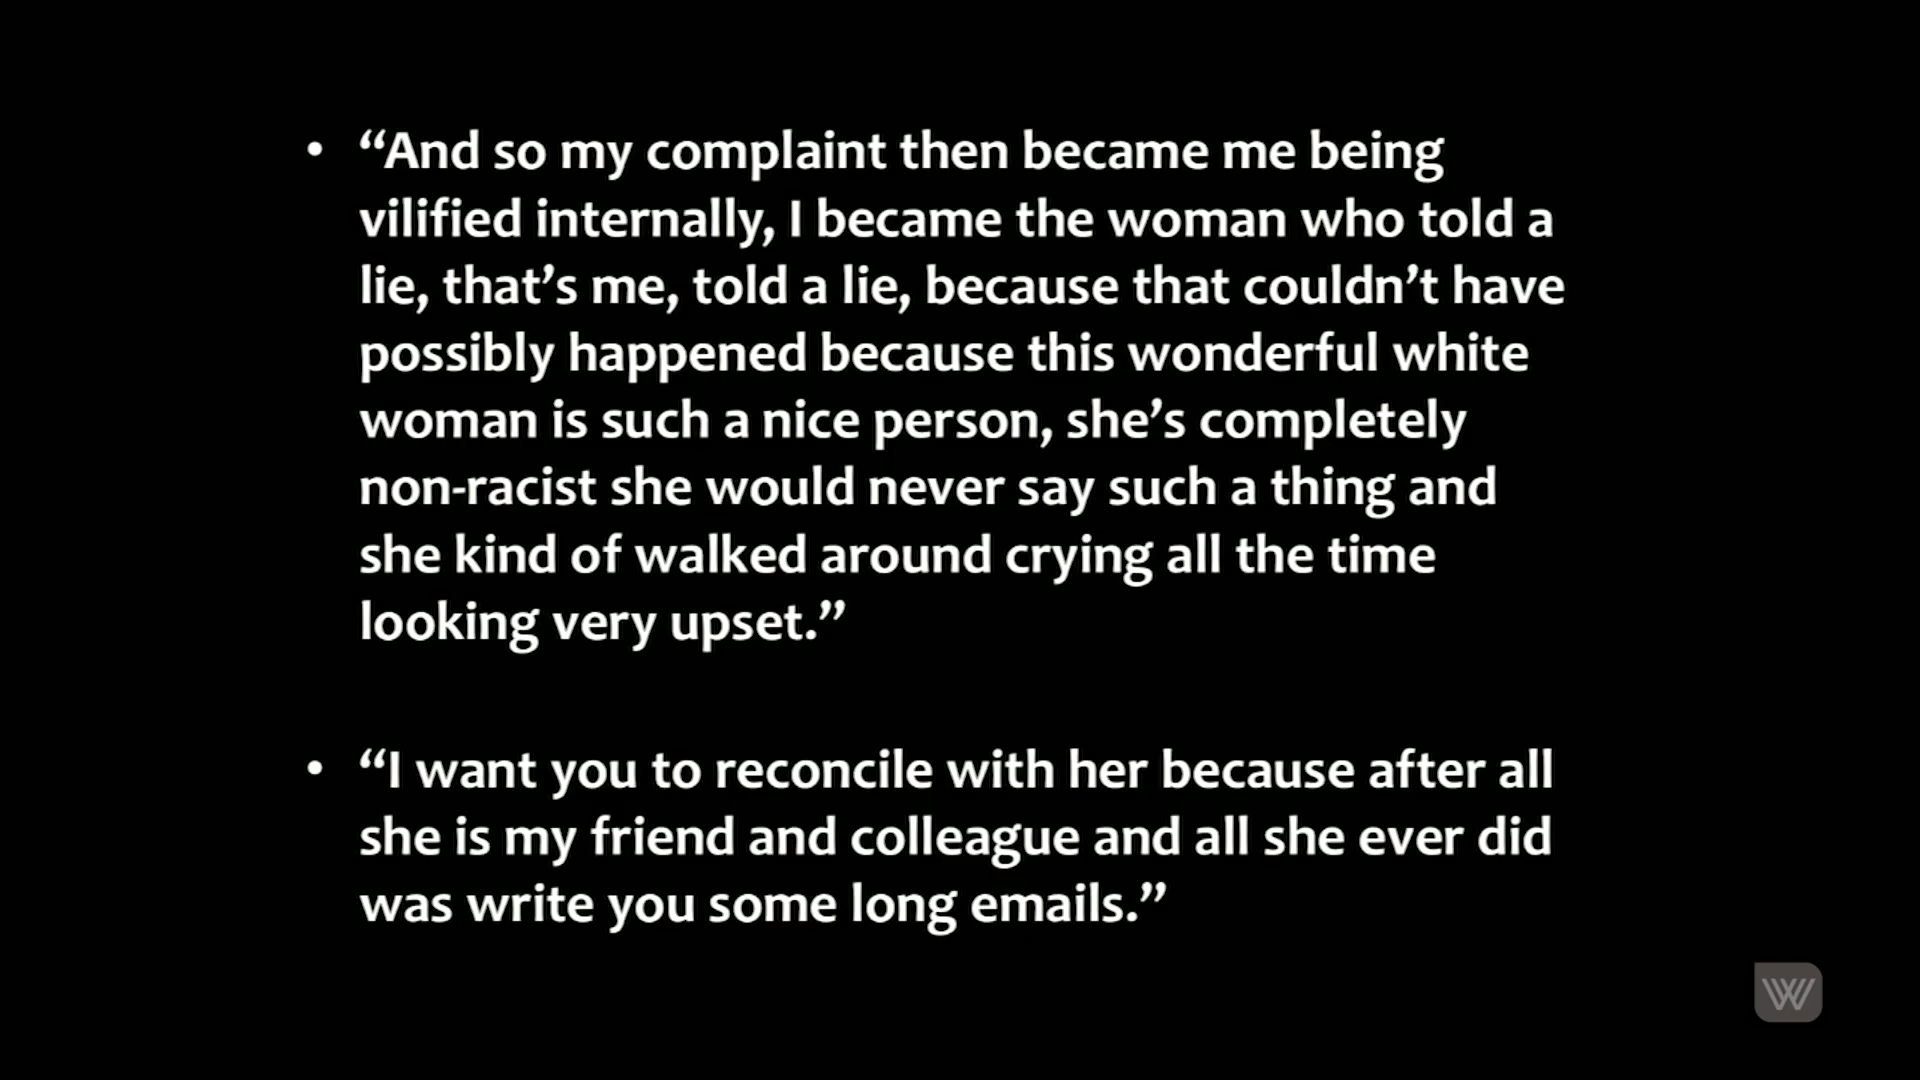 • “And so my complaint then became me being
vilified internally, I became the woman who told a
lie, that’s me, told a lie, because that couldn’t have
possibly happened because this wonderful white
woman is such a nice person, she’s completely
non-racist she would never say such a thing and
she kind of walked around crying all the time
looking very upset.”
• “I want you to reconcile with her because after all
she is my friend and colleague and all she ever did
was write you some long emails.”
W